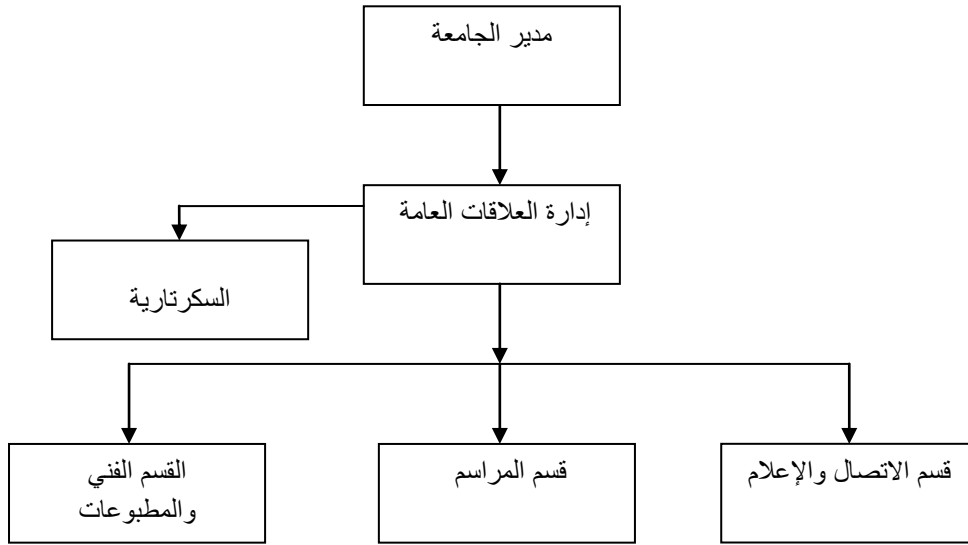 مدير الجامعة
إدارة العلاقات العامة
السكرتارية
قسم الاتصال والإعلام
قسم المراسم
القسم الفني
والمطبوعات